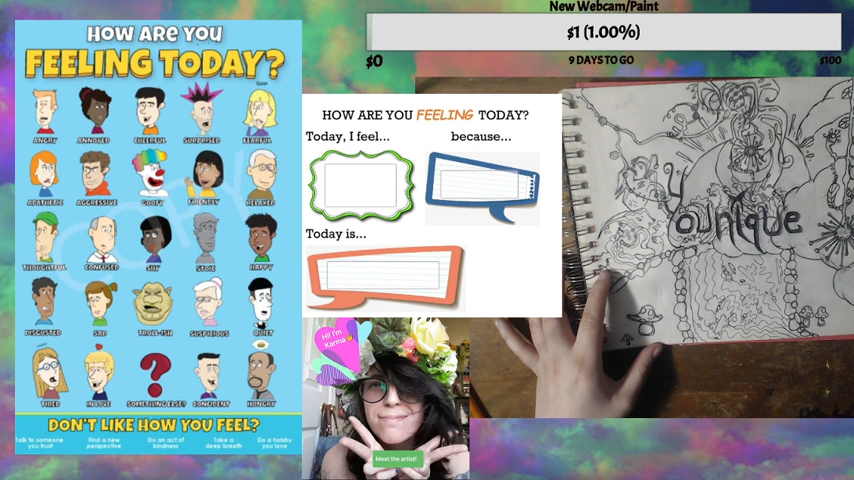 HOW ARE YOU
FEELING TODAY?
ANGRY ANNOYED CHEERFUL SURPRISED FEARFUL
APATHETIC AGGRESSIVE GOOFY FRIENDLY RELAXED
THOUGHTFUL CONFUSED SHY STOIC HAPPY
DISGUSTED SAD TROLL-ISH SUSPICIOUS QUIET
TIRED IN LOVE SOMETHING ELSE? CONFIDENT HUNGRY
DON'T LIKE HOW YOU FEEL?
Talk to someone you trust
Find a new perspective
Do an act of kindness
Take a deep breath
Do a hobby you love
COPY
New Webcam/Paint
$1 (1.00%)
$0 9 DAYS TO GO $100
HOW ARE YOU FEELING TODAY?
Today, I feel... because...
Today is...
Hi! I'm
Karma
Meet the artist!
Younique